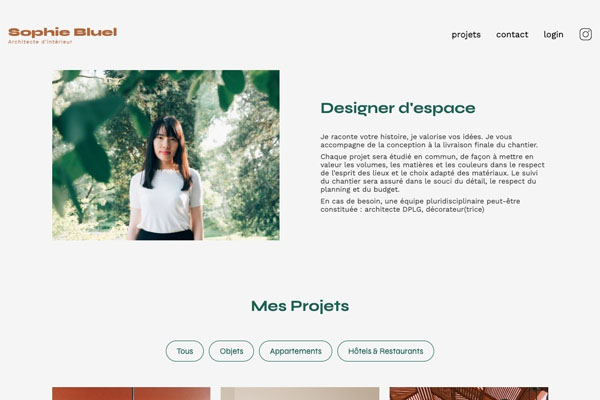 Sophie Bluel
Architecte d'intérieur
projets
contact
login
Designer d'espace
Je raconte votre histoire, je valorise vos idées. Je vous
accompagne de la conception à la livraison finale du chantier.
Chaque projet sera étudié en commun, de façon à mettre en
valeur les volumes, les matières et les couleurs dans le respect
de l'esprit des lieux et le choix adapté des matériaux. Le suivi
du chantier sera assuré dans le souci du détail, le respect du
planning et du budget.
En cas de besoin, une équipe pluridisciplinaire peut-être
constituée : architecte DPLG, décorateur(trice)
Mes Projets
Tous
Objets
Appartements
Hôtels & Restaurants